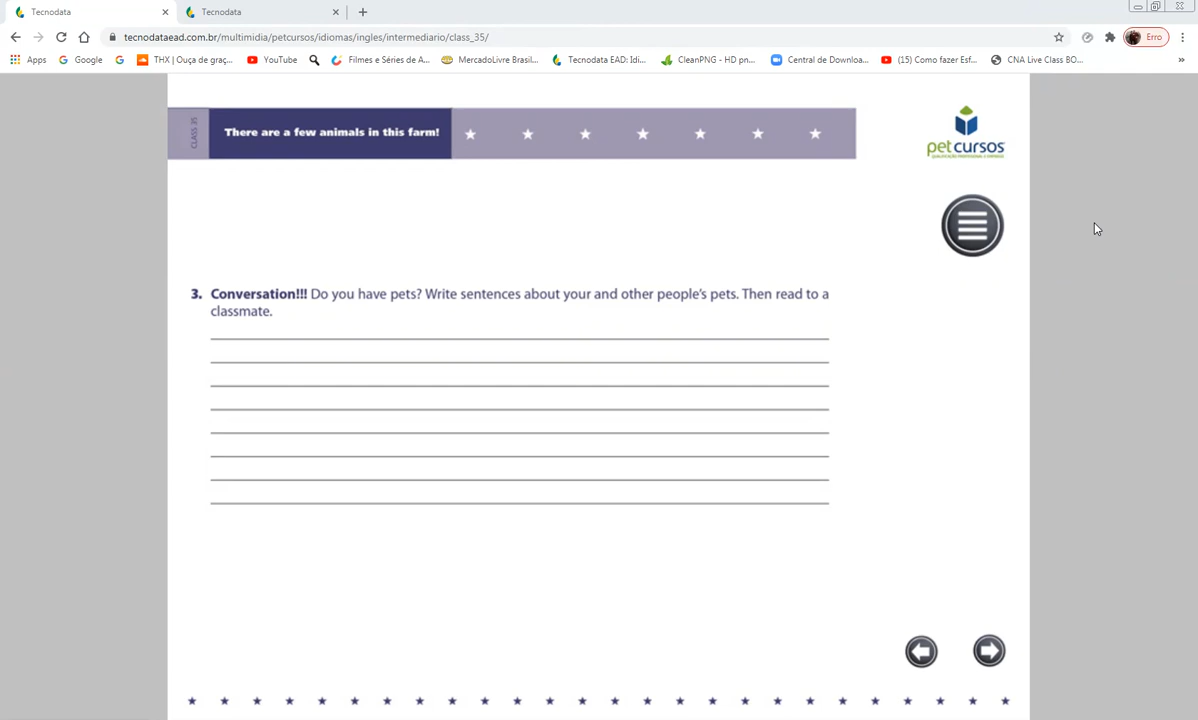 Tecnodata
Tecnodata
tecnodataead.com.br/multimidia/petcursos/idiomas/ingles/intermediario/class_35/
Erro
Apps
Google
THX | Ouça de graç...
YouTube
Filmes e Séries de A...
MercadoLivre Brasil...
Tecnodata EAD: Idi...
CleanPNG - HD pn...
Central de Downloa...
(15) Como fazer Esf...
CNA Live Class BO...
»
CLASS 35
There are a few animals in this farm!
petcursos
QUALIFICAÇÃO PROFISSIONAL E EMPREGO
3. Conversation!!! Do you have pets? Write sentences about your and other people's pets. Then read to a
classmate.